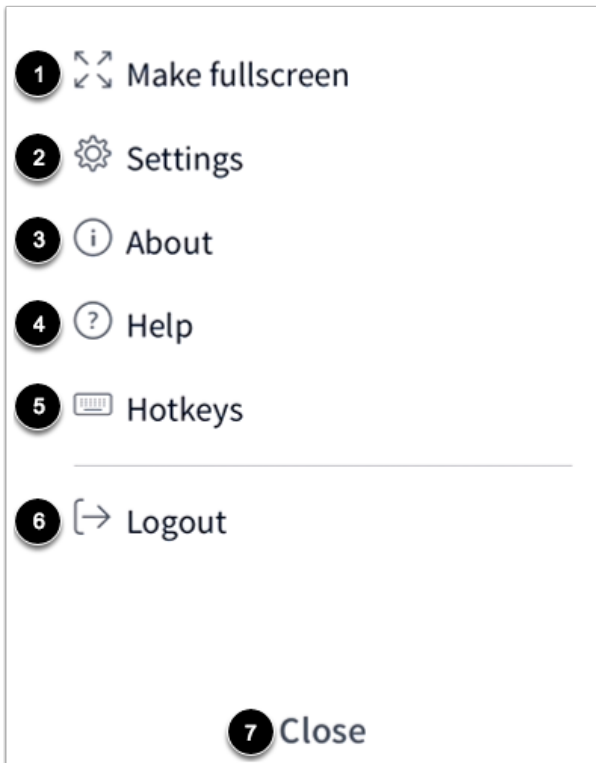 1 Make fullscreen
2 Settings
3 About
4 Help
5 Hotkeys
6 Logout
7 Close